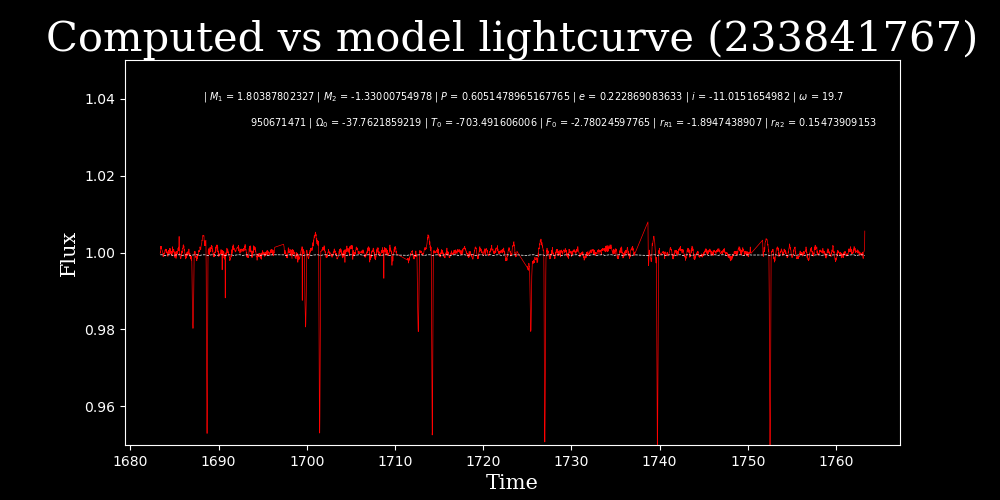 Computed vs model lightcurve (233841767)
| M₁ = 1.80387802327 | M₂ = -1.33000754978 | P = 0.6051478965167765 | e = 0.222869083633 | i = -11.0151654982 | ω = 19.7
950671471 | Ω₀ = -37.7621859219 | T₀ = -703.491606006 | F₀ = -2.78024597765 | r_R1 = -1.8947438907 | r_R2 = 0.15473909153
1.04
1.02
1.00
0.98
0.96
Flux
1680 1690 1700 1710 1720 1730 1740 1750 1760
Time